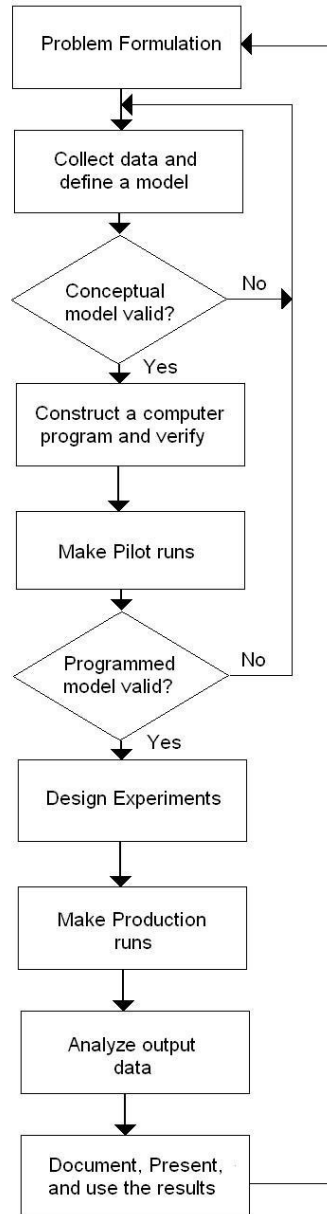 Problem Formulation
Collect data and
define a model
Conceptual
model valid?
No
Yes
Construct a computer
program and verify
Make Pilot runs
Programmed
model valid?
No
Yes
Design Experiments
Make Production
runs
Analyze output
data
Document, Present,
and use the results